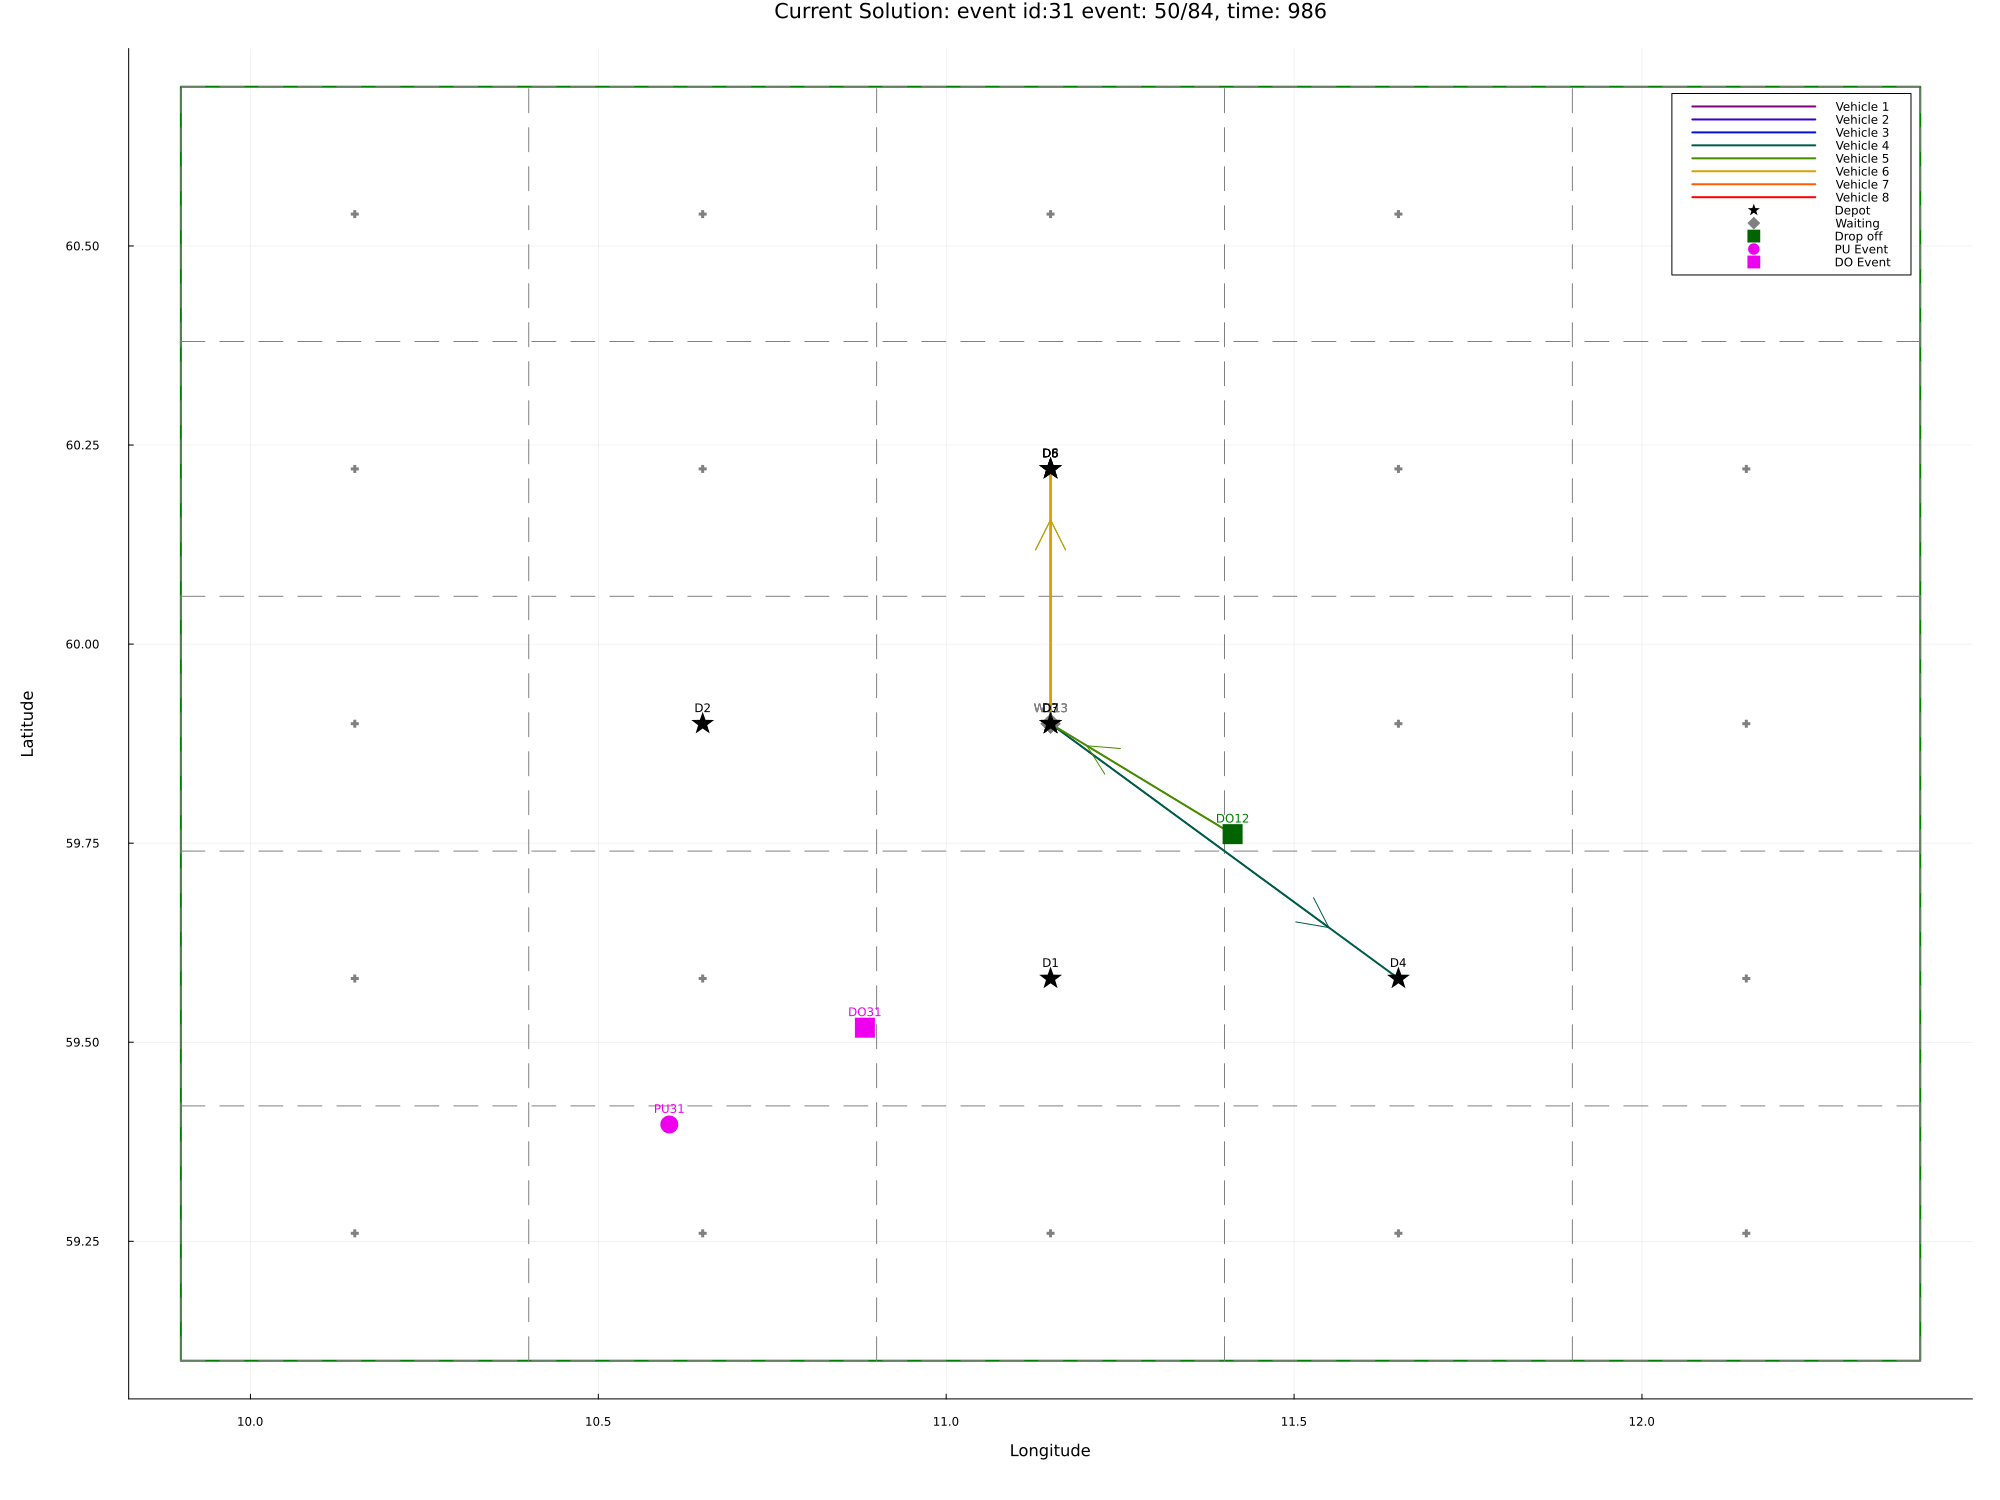 Current Solution: event id:31 event: 50/84, time: 986
Vehicle 1
Vehicle 2
Vehicle 3
Vehicle 4
Vehicle 5
Vehicle 6
Vehicle 7
Vehicle 8
Depot
Waiting
Drop off
PU Event
DO Event
60.50
60.25
60.00
59.75
59.50
59.25
Latitude
D2
DO12
D1
D4
DO31
PU31
10.0
10.5
11.0
11.5
12.0
Longitude